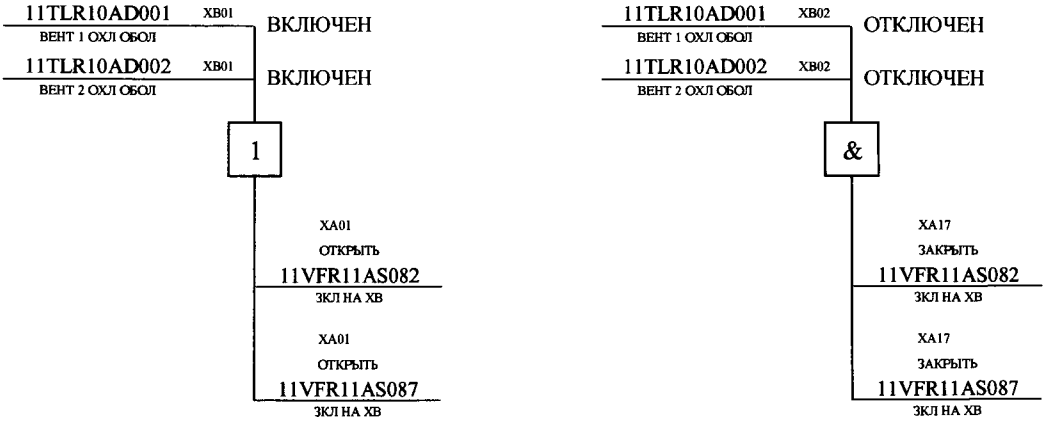 11TLR10AD001 XB01 ВКЛЮЧЕН
ВЕНТ 1 ОХЛ ОБОЛ
11TLR10AD002 XB01 ВКЛЮЧЕН
ВЕНТ 2 ОХЛ ОБОЛ
1
XA01
ОТКРЫТЬ
11VFR11AS082
ЗКЛ НА ХВ
XA01
ОТКРЫТЬ
11VFR11AS087
ЗКЛ НА ХВ
11TLR10AD001 XB02 ОТКЛЮЧЕН
ВЕНТ 1 ОХЛ ОБОЛ
11TLR10AD002 XB02 ОТКЛЮЧЕН
ВЕНТ 2 ОХЛ ОБОЛ
&
XA17
ЗАКРЫТЬ
11VFR11AS082
ЗКЛ НА ХВ
XA17
ЗАКРЫТЬ
11VFR11AS087
ЗКЛ НА ХВ